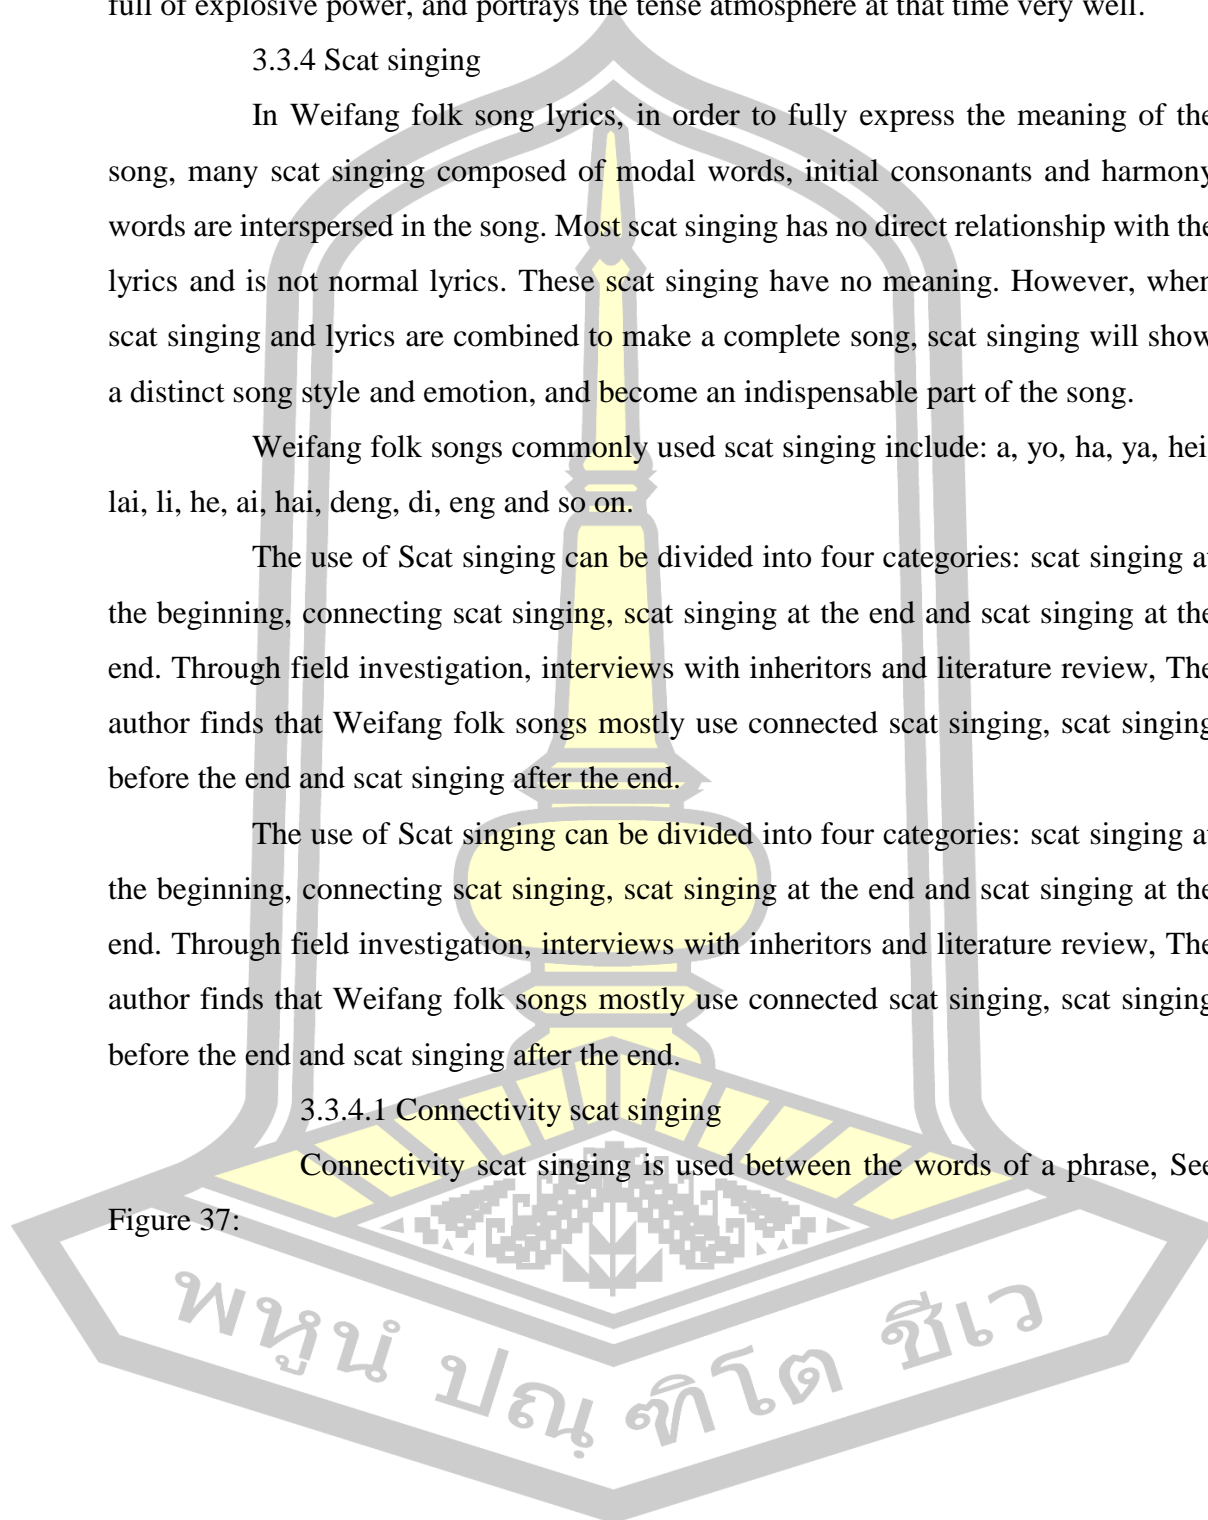 full of explosive power, and portrays the tense atmosphere at that time very well.
3.3.4 Scat singing
In Weifang folk song lyrics, in order to fully express the meaning of the
song, many scat singing composed of modal words, initial consonants and harmony
words are interspersed in the song. Most scat singing has no direct relationship with the
lyrics and is not normal lyrics. These scat singing have no meaning. However, when
scat singing and lyrics are combined to make a complete song, scat singing will show
a distinct song style and emotion, and become an indispensable part of the song.
Weifang folk songs commonly used scat singing include: a, yo, ha, ya, hei
lai, li, he, ai, hai, deng, di, eng and so on.
The use of Scat singing can be divided into four categories: scat singing at
the beginning, connecting scat singing, scat singing at the end and scat singing at the
end. Through field investigation, interviews with inheritors and literature review, The
author finds that Weifang folk songs mostly use connected scat singing, scat singing
before the end and scat singing after the end.
The use of Scat singing can be divided into four categories: scat singing at
the beginning, connecting scat singing, scat singing at the end and scat singing at the
end. Through field investigation, interviews with inheritors and literature review, The
author finds that Weifang folk songs mostly use connected scat singing, scat singing
before the end and scat singing after the end.
3.3.4.1 Connectivity scat singing
Connectivity scat singing is used between the words of a phrase, See
Figure 37:
พหูนํ ปณฺ ฑิโต ชีเว